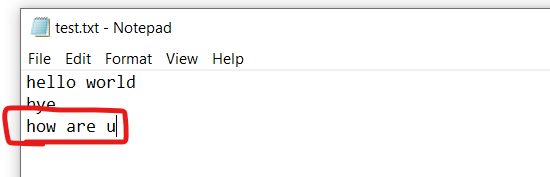 test.txt - Notepad
File Edit Format View Help
hello world
bye
how are u